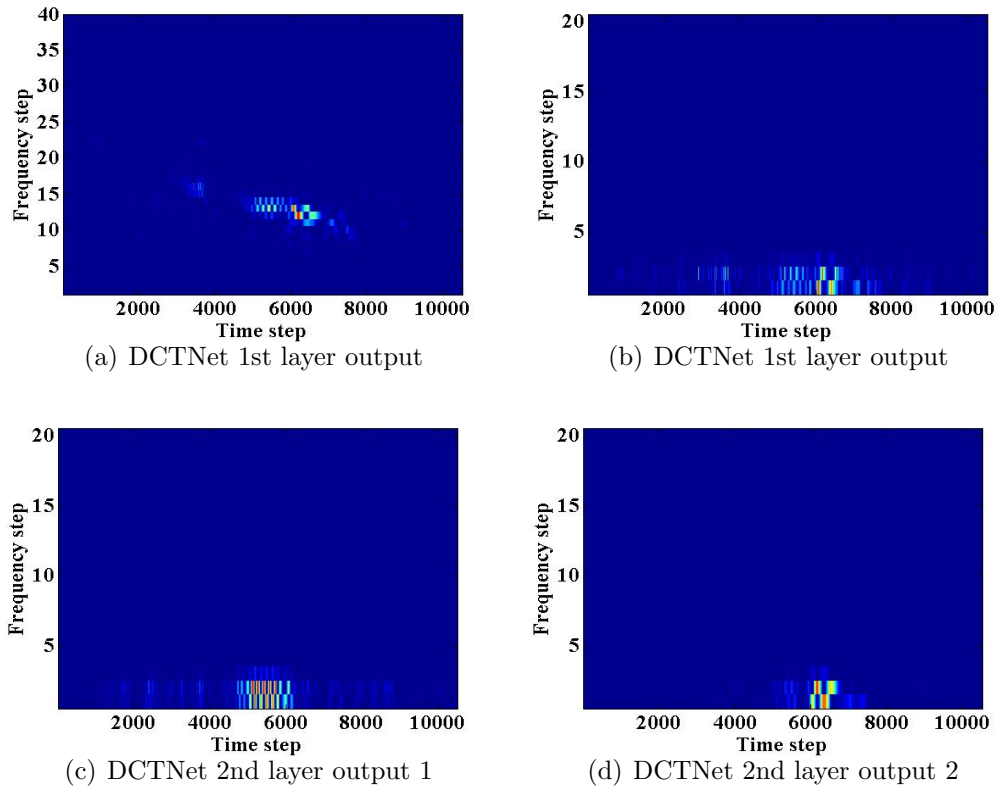 40
35
30
25
20
15
10
5
Frequency step
2000 4000 6000 8000 10000
Time step
(a) DCTNet 1st layer output
20
15
10
5
Frequency step
2000 4000 6000 8000 10000
Time step
(b) DCTNet 1st layer output
20
15
10
5
Frequency step
2000 4000 6000 8000 10000
Time step
(c) DCTNet 2nd layer output 1
20
15
10
5
Frequency step
2000 4000 6000 8000 10000
Time step
(d) DCTNet 2nd layer output 2